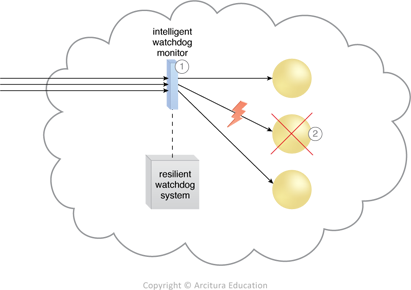 intelligent
watchdog
monitor
1
2
resilient
watchdog
system
Copyright © Arcitura Education